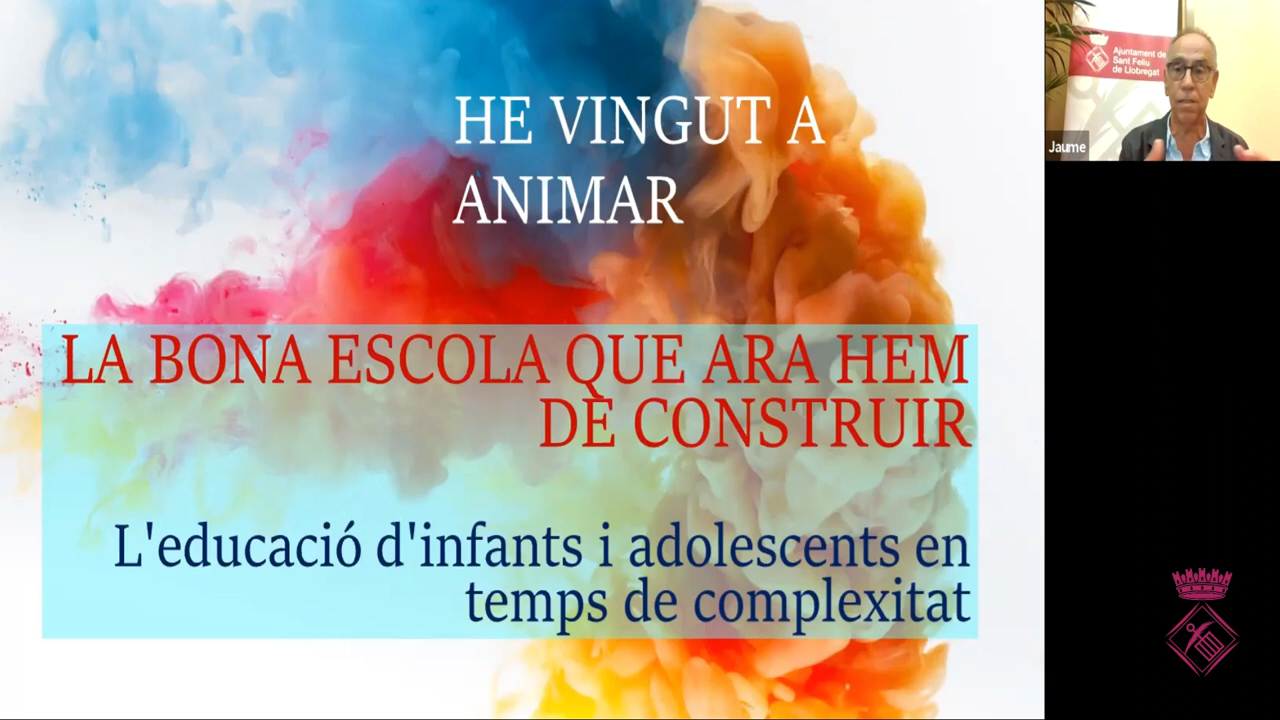 HE VINGUT A
ANIMAR
LA BONA ESCOLA QUE ARA HEM
DE CONSTRUIR
L'educació d'infants i adolescents en
temps de complexitat
Ajuntament de
Sant Feliu
de Llobregat
Jaume